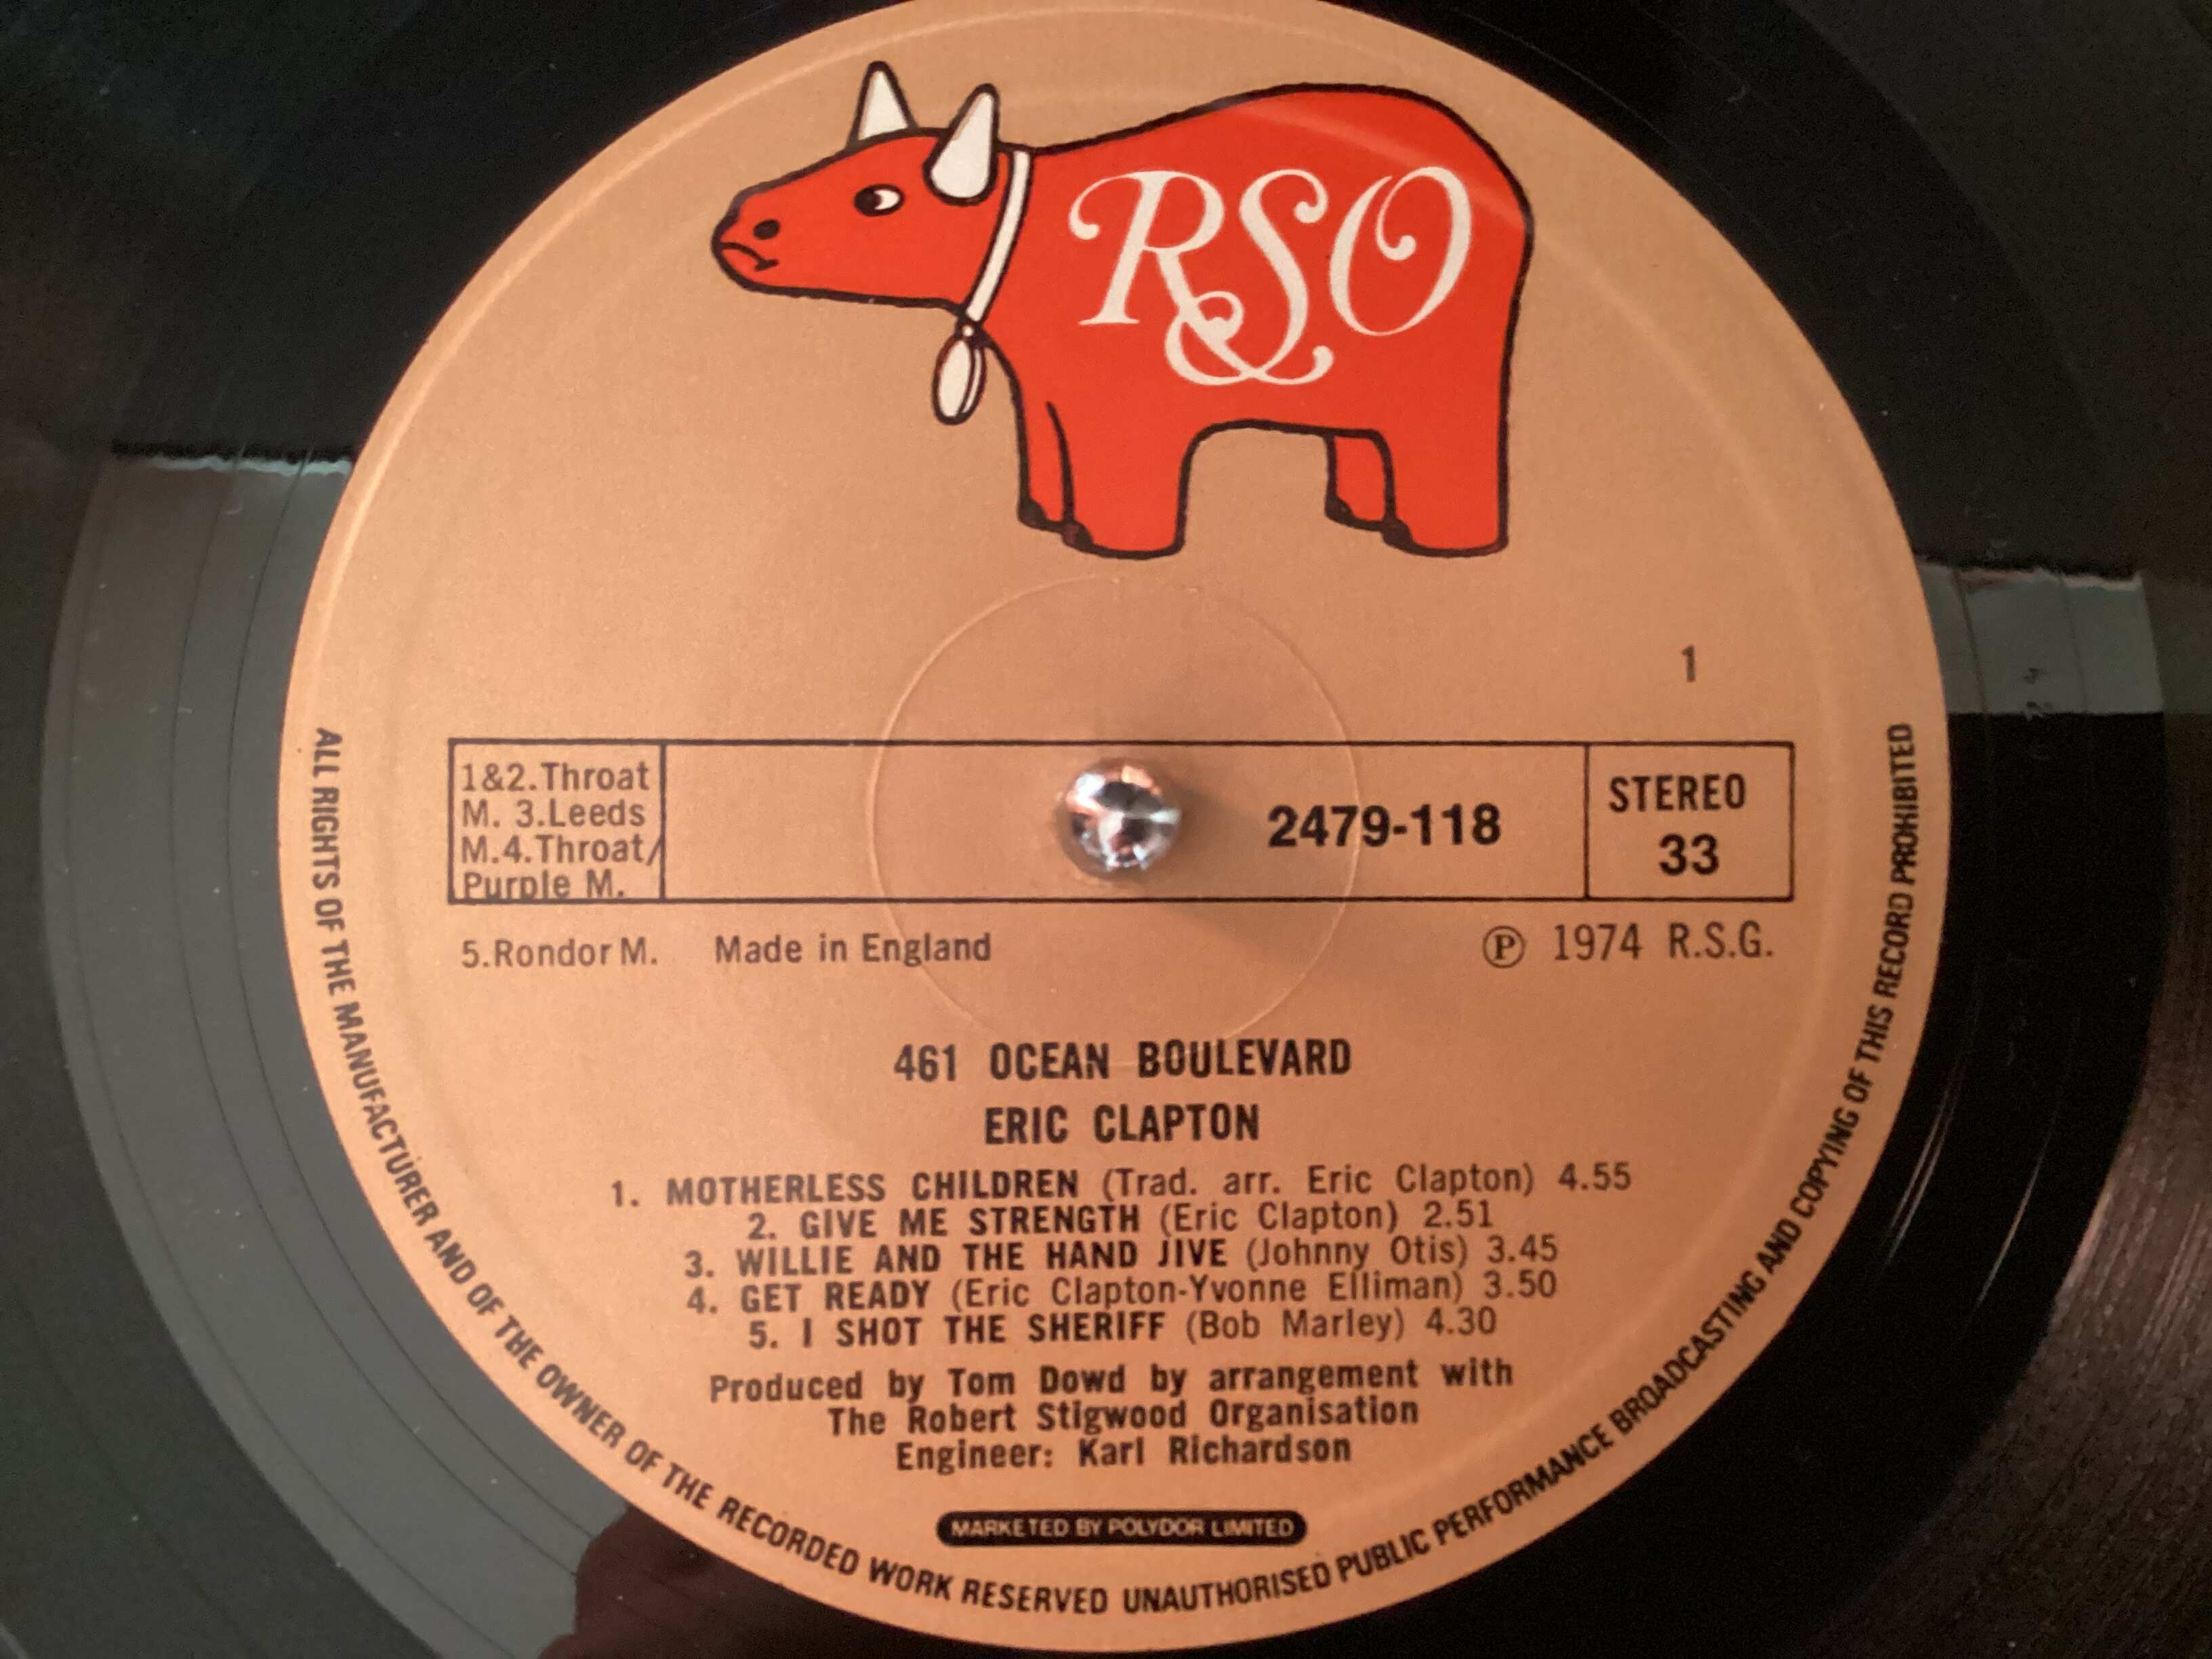 RSO
1
1&2.Throat
M. 3.Leeds
M.4.Throat/
Purple M.
2479-118
STEREO
33
5.Rondor M. Made in England
Ⓟ 1974 R.S.G.
461 OCEAN BOULEVARD
ERIC CLAPTON
1. MOTHERLESS CHILDREN (Trad. arr. Eric Clapton) 4.55
2. GIVE ME STRENGTH (Eric Clapton) 2.51
3. WILLIE AND THE HAND JIVE (Johnny Otis) 3.45
4. GET READY (Eric Clapton-Yvonne Elliman) 3.50
5. I SHOT THE SHERIFF (Bob Marley) 4.30
Produced by Tom Dowd by arrangement with
The Robert Stigwood Organisation
Engineer: Karl Richardson
MARKETED BY POLYDOR LIMITED
ALL RIGHTS OF THE MANUFACTURER AND OF THE OWNER OF THE RECORDED WORK RESERVED UNAUTHORISED PUBLIC PERFORMANCE BROADCASTING AND COPYING OF THIS RECORD PROHIBITED